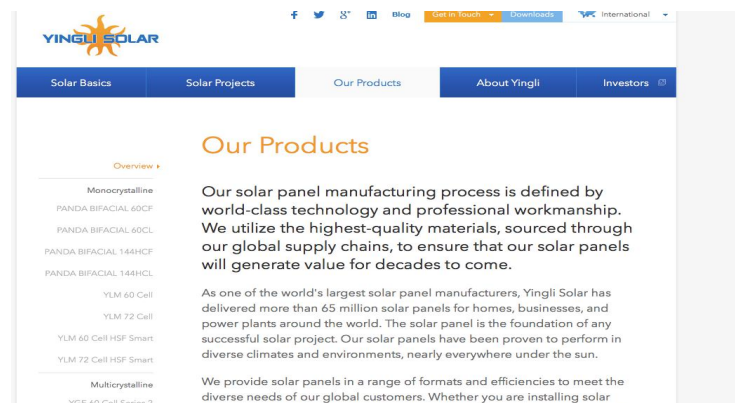 Blog
Get in Touch
Downloads
International
YINGLI SOLAR
Solar Basics
Solar Projects
Our Products
About Yingli
Investors
Our Products
Overview
Monocrystalline
PANDA BIFACIAL 60CF
PANDA BIFACIAL 60CL
PANDA BIFACIAL 144HCF
PANDA BIFACIAL 144HCL
YLM 60 Cell
YLM 72 Cell
YLM 60 Cell HSF Smart
YLM 72 Cell HSF Smart
Multicrystalline
Our solar panel manufacturing process is defined by
world-class technology and professional workmanship.
We utilize the highest-quality materials, sourced through
our global supply chains, to ensure that our solar panels
will generate value for decades to come.
As one of the world's largest solar panel manufacturers, Yingli Solar has
delivered more than 65 million solar panels for homes, businesses, and
power plants around the world. The solar panel is the foundation of any
successful solar project. Our solar panels have been proven to perform in
diverse climates and environments, nearly everywhere under the sun.
We provide solar panels in a range of formats and efficiencies to meet the
diverse needs of our global customers. Whether you are installing solar